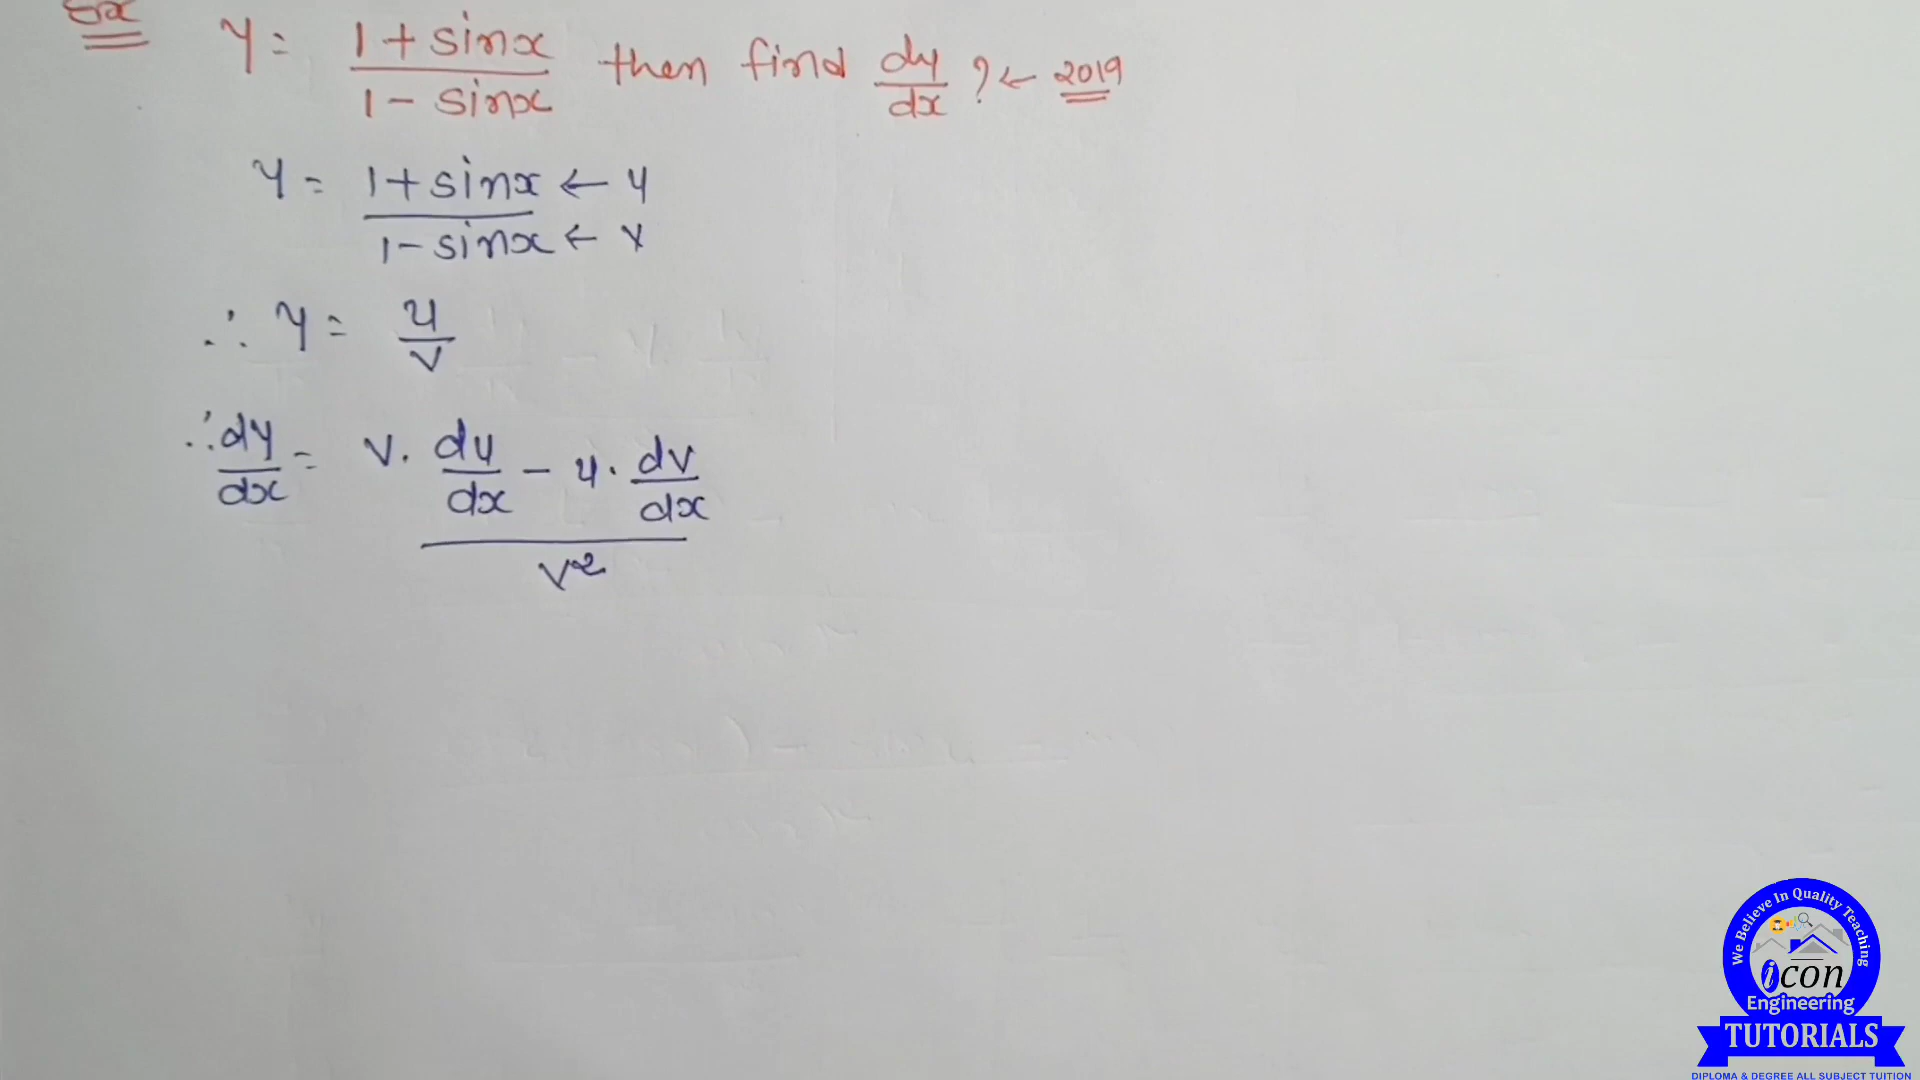 Ex
y = 1 + sinx / 1 - sinx then find dy/dx ? ← 2019
y = 1 + sinx ← u
1 - sinx ← v
∴ y = u / v
∴ dy/dx = v · du/dx - u · dv/dx
v²
We Believe In Quality Teaching
icon
Engineering
TUTORIALS
DIPLOMA & DEGREE ALL SUBJECT TUITION